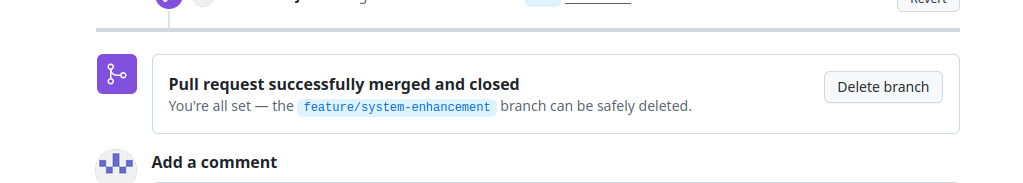 Revert
Pull request successfully merged and closed
You're all set — the feature/system-enhancement branch can be safely deleted.
Delete branch
Add a comment